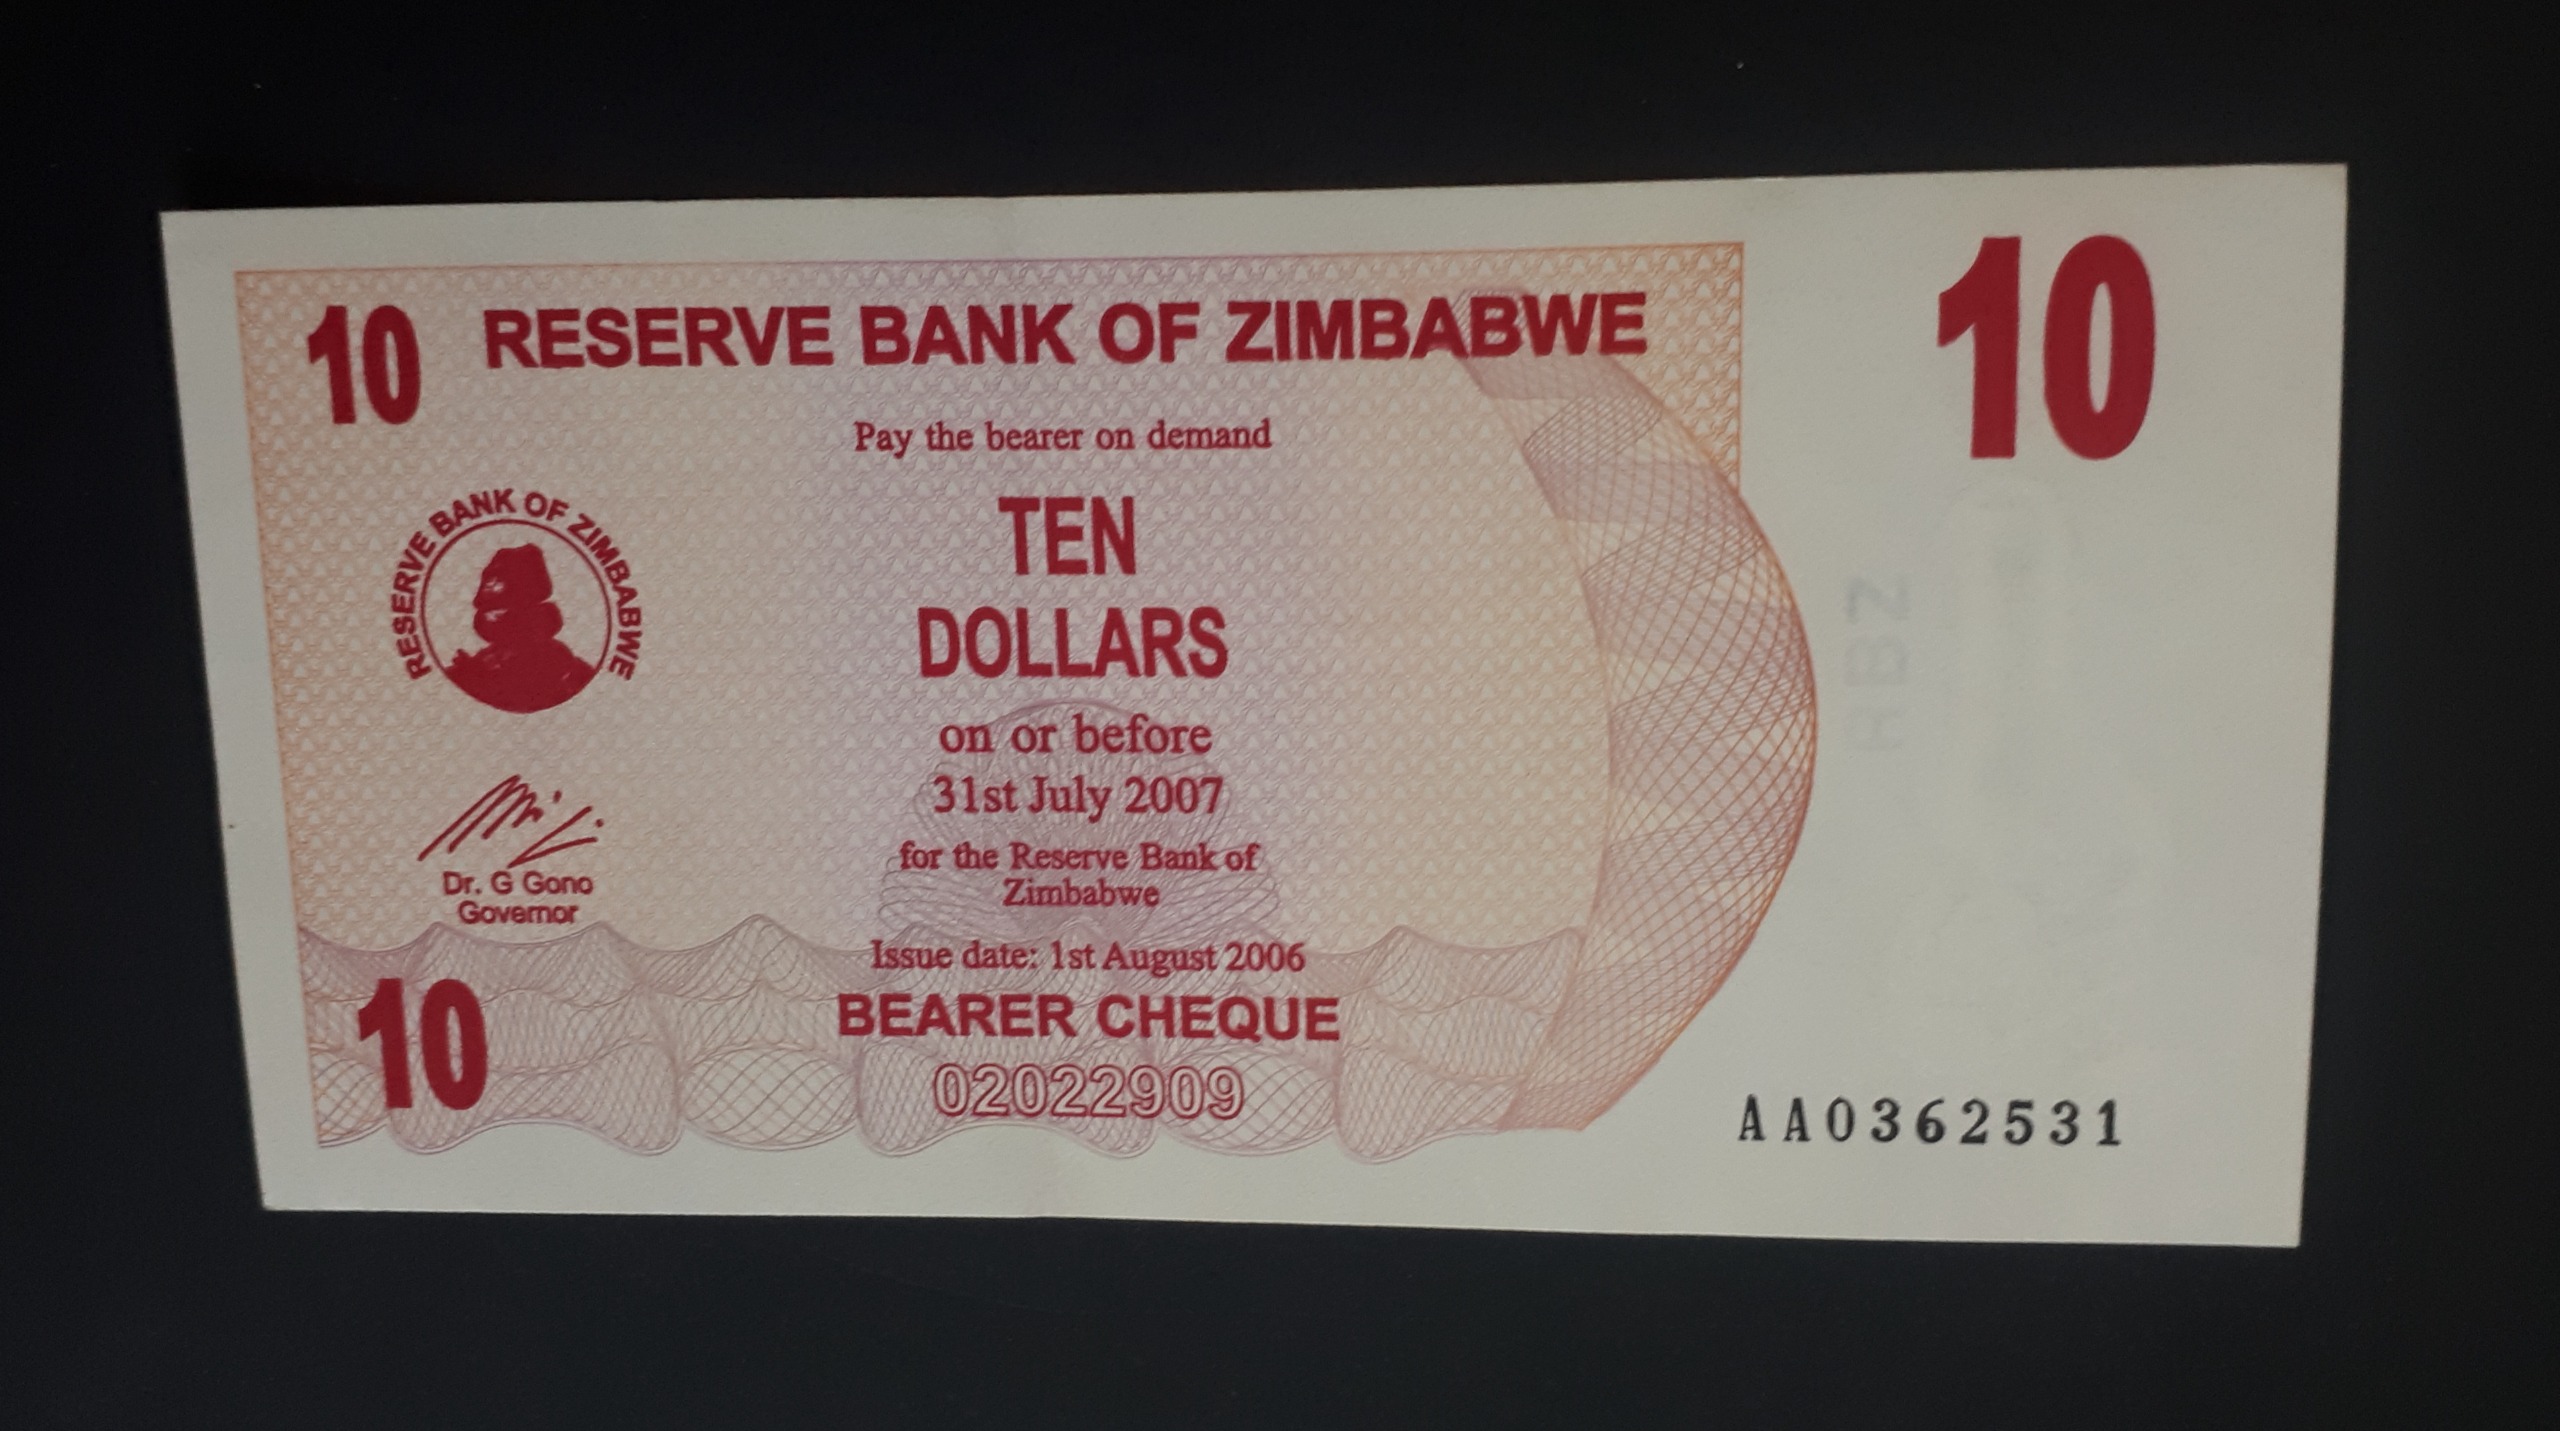 10 RESERVE BANK OF ZIMBABWE
10
Pay the bearer on demand
TEN
DOLLARS
RESERVE BANK OF ZIMBABWE
RBZ
on or before
31st July 2007
for the Reserve Bank of
Zimbabwe
Dr. G Gono
Governor
Issue date: 1st August 2006
10
BEARER CHEQUE
02022909
AA0362531